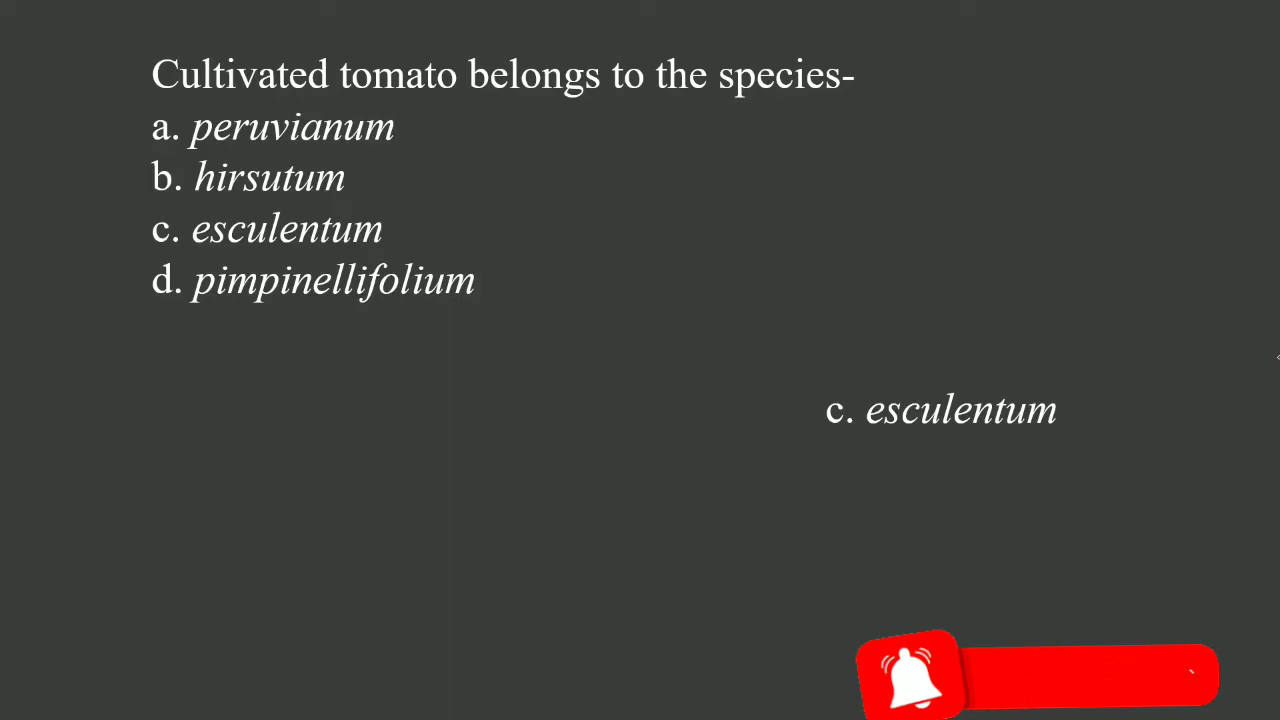 Cultivated tomato belongs to the species-
a. peruvianum
b. hirsutum
c. esculentum
d. pimpinellifolium
c. esculentum